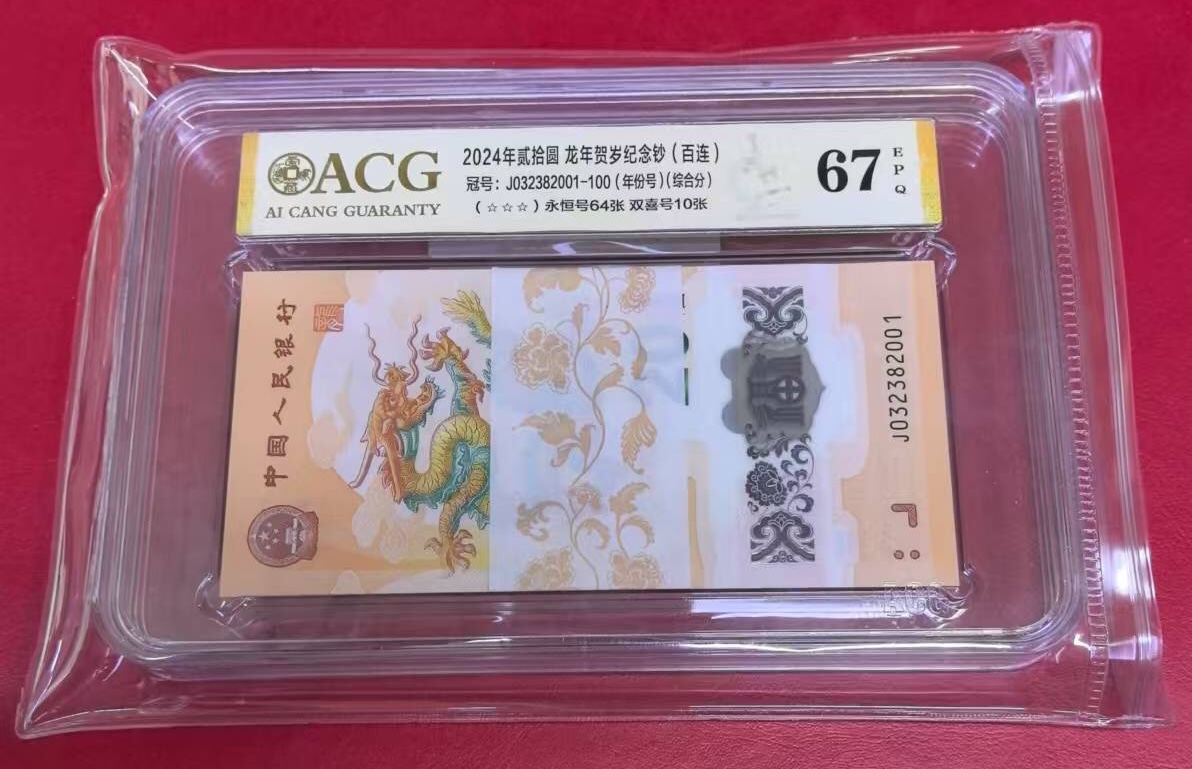 ACG
AI CANG GUARANTY
2024年贰拾圆 龙年贺岁纪念钞（百连）
冠号：J032382001-100（年份号）(综合分)
（☆☆☆）永恒号64张 双喜号10张
67
EPQ
中国人民银行
J032382001